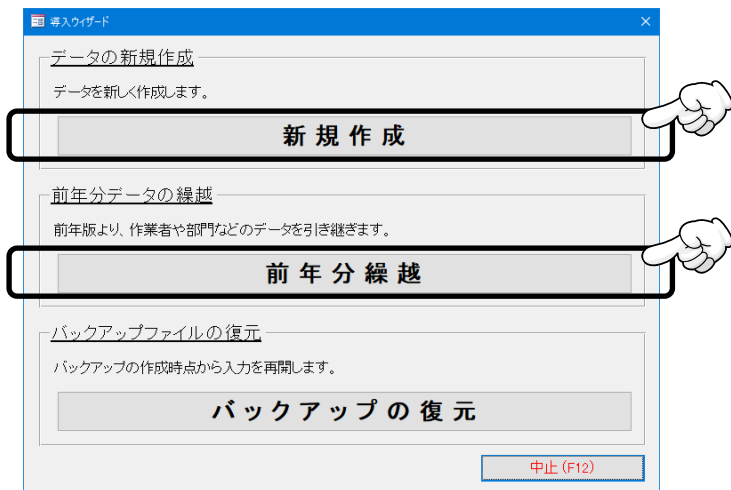 導入ウィザード
データの新規作成
データを新しく作成します。
新規作成
前年分データの繰越
前年版より、作業者や部門などのデータを引き継ぎます。
前年分繰越
バックアップファイルの復元
バックアップの作成時点から入力を再開します。
バックアップの復元
中止(F12)